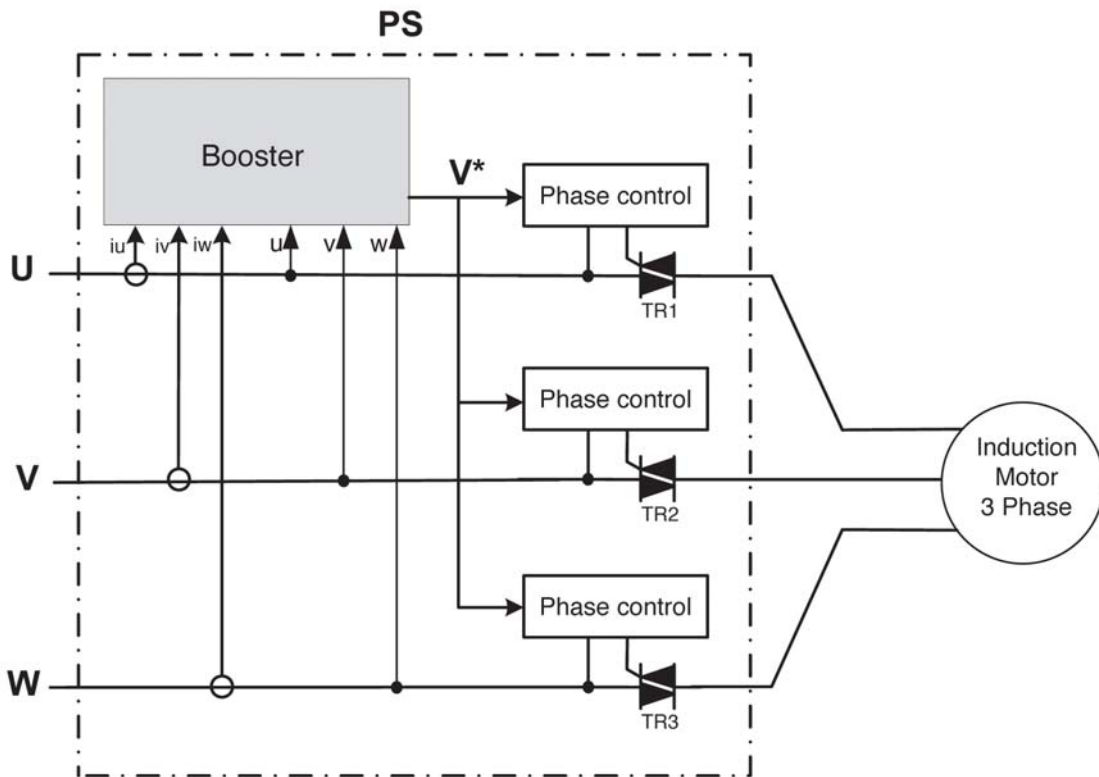 PS
Booster
V*
Phase control
iu
iv
iw
u
v
w
U
TR1
Phase control
Induction
Motor
3 Phase
V
TR2
Phase control
W
TR3